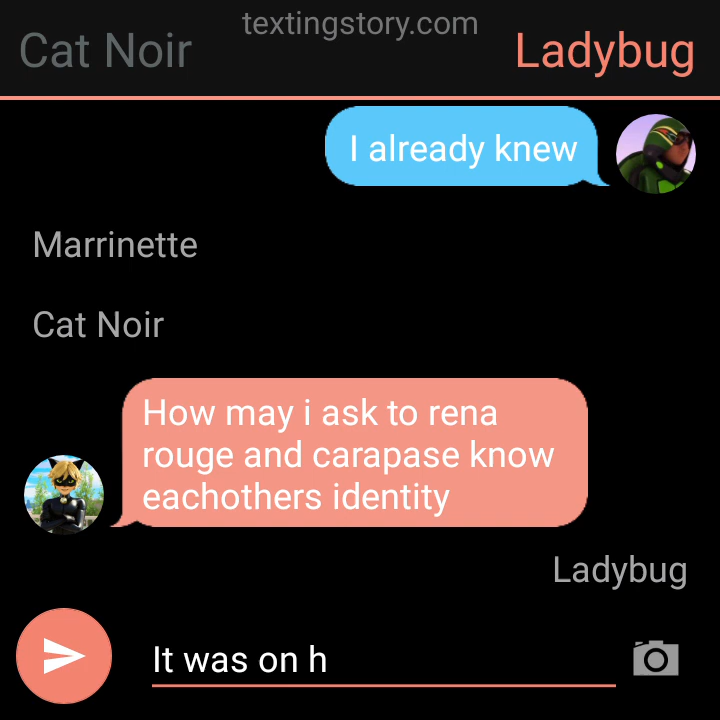 textingstory.com
Cat Noir
Ladybug
I already knew
Marrinette
Cat Noir
How may i ask to rena
rouge and carapase know
eachothers identity
Ladybug
It was on h